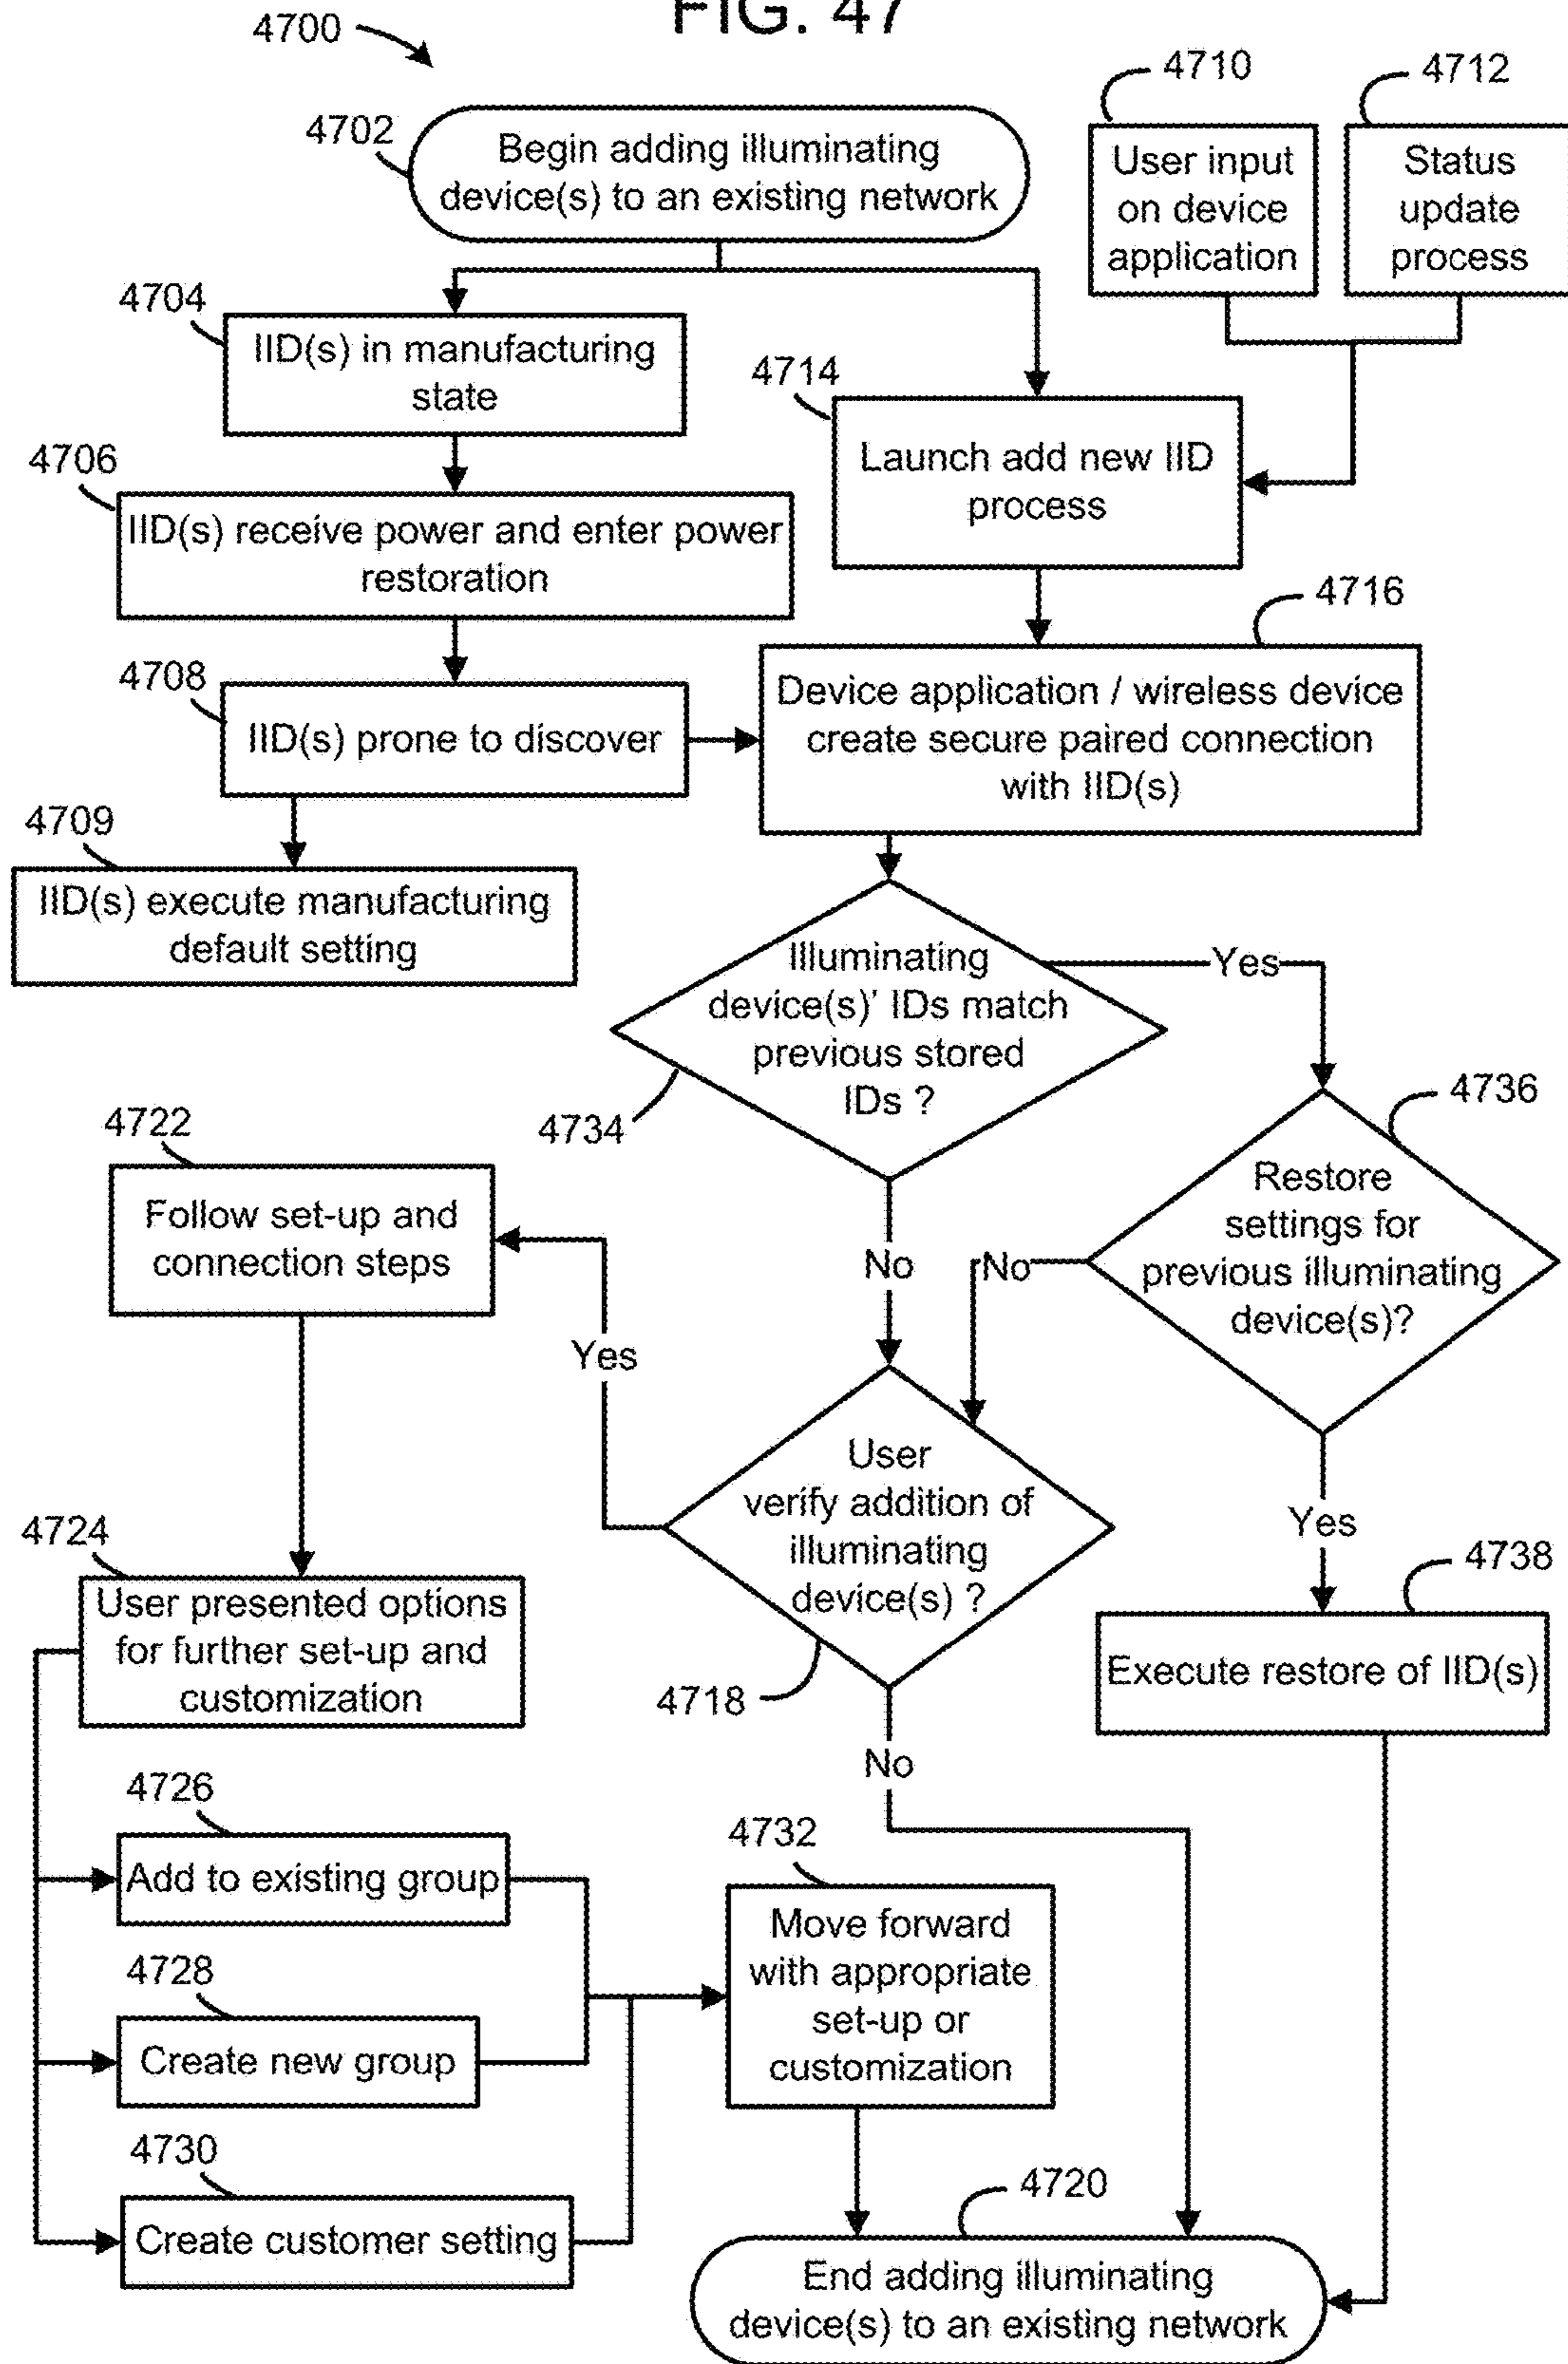 FIG. 47
4700
4710
4712
4702
Begin adding illuminating
device(s) to an existing network
User input
on device
application
Status
update
process
4704
IID(s) in manufacturing
state
4714
Launch add new IID
process
4706
IID(s) receive power and enter power
restoration
4716
Device application / wireless device
create secure paired connection
with IID(s)
4708
IID(s) prone to discover
4709
IID(s) execute manufacturing
default setting
Illuminating
device(s)' IDs match
previous stored
IDs ?
Yes
4734
4736
Restore
settings for
previous illuminating
device(s)?
4722
Follow set-up and
connection steps
No
No
Yes
User
verify addition of
illuminating
device(s) ?
Yes
4718
4738
Execute restore of IID(s)
4724
User presented options
for further set-up and
customization
No
4726
Add to existing group
4732
Move forward
with appropriate
set-up or
customization
4728
Create new group
4730
Create customer setting
4720
End adding illuminating
device(s) to an existing network